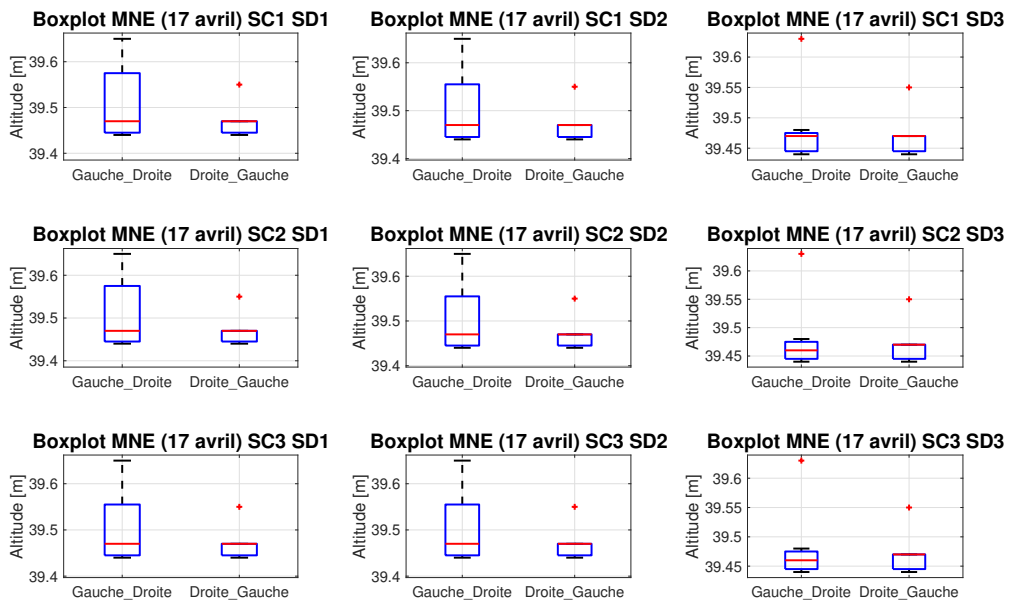 Boxplot MNE (17 avril) SC1 SD1
Altitude [m]
39.6
39.5
39.4
Gauche_Droite
Droite_Gauche
Boxplot MNE (17 avril) SC1 SD2
Altitude [m]
39.6
39.5
39.4
Gauche_Droite
Droite_Gauche
Boxplot MNE (17 avril) SC1 SD3
Altitude [m]
39.6
39.55
39.5
39.45
Gauche_Droite
Droite_Gauche
Boxplot MNE (17 avril) SC2 SD1
Altitude [m]
39.6
39.5
39.4
Gauche_Droite
Droite_Gauche
Boxplot MNE (17 avril) SC2 SD2
Altitude [m]
39.6
39.5
39.4
Gauche_Droite
Droite_Gauche
Boxplot MNE (17 avril) SC2 SD3
Altitude [m]
39.6
39.55
39.5
39.45
Gauche_Droite
Droite_Gauche
Boxplot MNE (17 avril) SC3 SD1
Altitude [m]
39.6
39.5
39.4
Gauche_Droite
Droite_Gauche
Boxplot MNE (17 avril) SC3 SD2
Altitude [m]
39.6
39.5
39.4
Gauche_Droite
Droite_Gauche
Boxplot MNE (17 avril) SC3 SD3
Altitude [m]
39.6
39.55
39.5
39.45
Gauche_Droite
Droite_Gauche